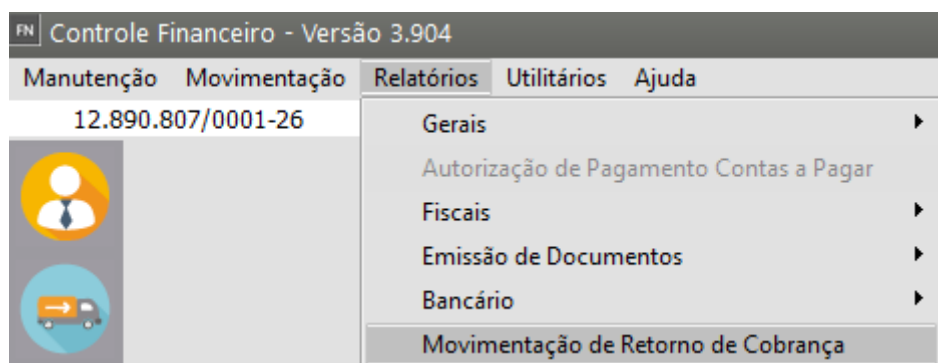 FN Controle Financeiro - Versão 3.904
Manutenção Movimentação Relatórios Utilitários Ajuda
12.890.807/0001-26
Gerais
Autorização de Pagamento Contas a Pagar
Fiscais
Emissão de Documentos
Bancário
Movimentação de Retorno de Cobrança